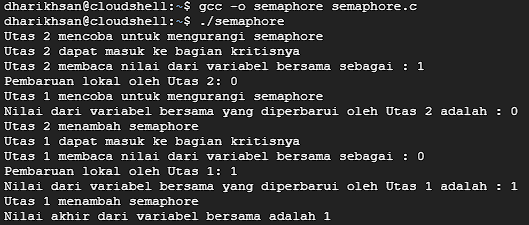 dharikhsan@cloudshell:~$ gcc -o semaphore semaphore.c
dharikhsan@cloudshell:~$ ./semaphore
Utas 2 mencoba untuk mengurangi semaphore
Utas 2 dapat masuk ke bagian kritisnya
Utas 2 membaca nilai dari variabel bersama sebagai : 1
Pembaruan lokal oleh Utas 2: 0
Utas 1 mencoba untuk mengurangi semaphore
Nilai dari variabel bersama yang diperbarui oleh Utas 2 adalah : 0
Utas 2 menambah semaphore
Utas 1 dapat masuk ke bagian kritisnya
Utas 1 membaca nilai dari variabel bersama sebagai : 0
Pembaruan lokal oleh Utas 1: 1
Nilai dari variabel bersama yang diperbarui oleh Utas 1 adalah : 1
Utas 1 menambah semaphore
Nilai akhir dari variabel bersama adalah 1